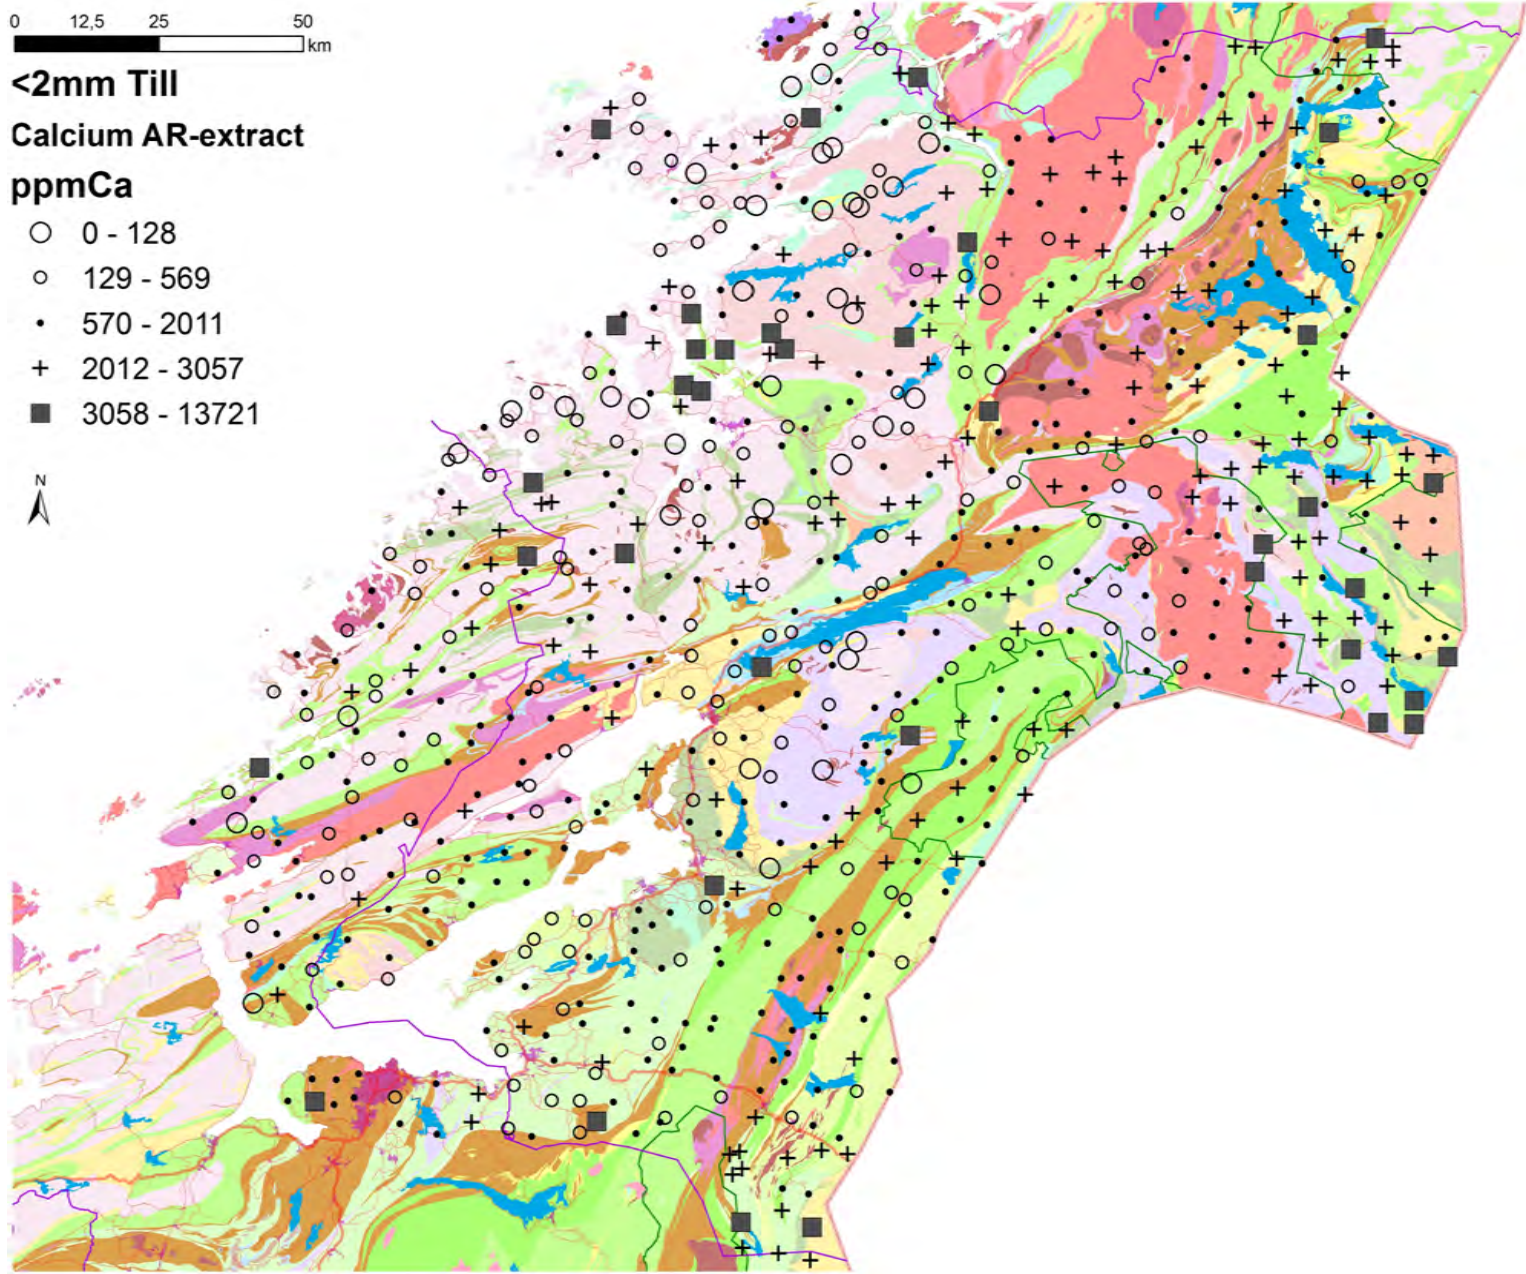 0 12,5 25 50
km
<2mm Till
Calcium AR-extract
ppmCa
0 - 128
129 - 569
570 - 2011
2012 - 3057
3058 - 13721
N